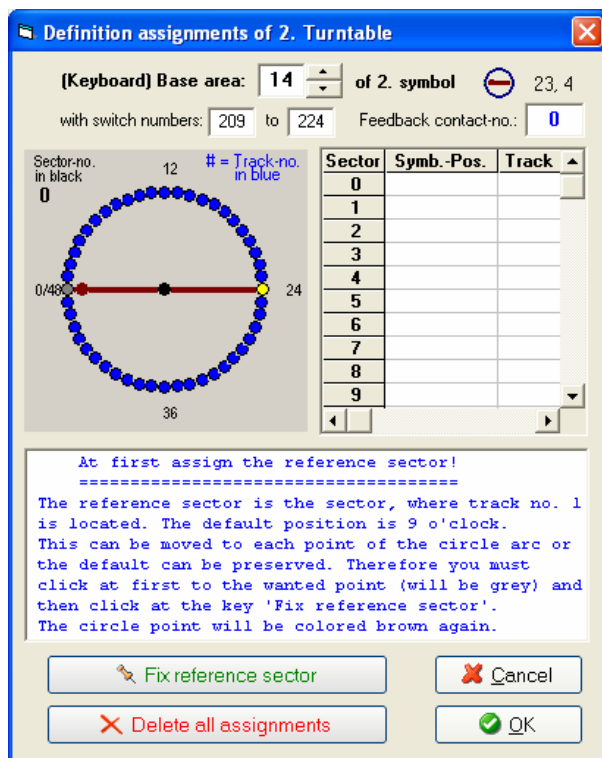 Definition assignments of 2. Turntable
(Keyboard) Base area: 14 of 2. symbol 23, 4
with switch numbers: 209 to 224 Feedback contact-no.: 0
Sector-no.
in black
0
# = Track-no.
in blue
12
0/48
24
36
Sector Symb.-Pos. Track
0
1
2
3
4
5
6
7
8
9
At first assign the reference sector!
=====================================
The reference sector is the sector, where track no. 1
is located. The default position is 9 o'clock.
This can be moved to each point of the circle arc or
the default can be preserved. Therefore you must
click at first to the wanted point (will be grey) and
then click at the key 'Fix reference sector'.
The circle point will be colored brown again.
Fix reference sector
Cancel
Delete all assignments
OK